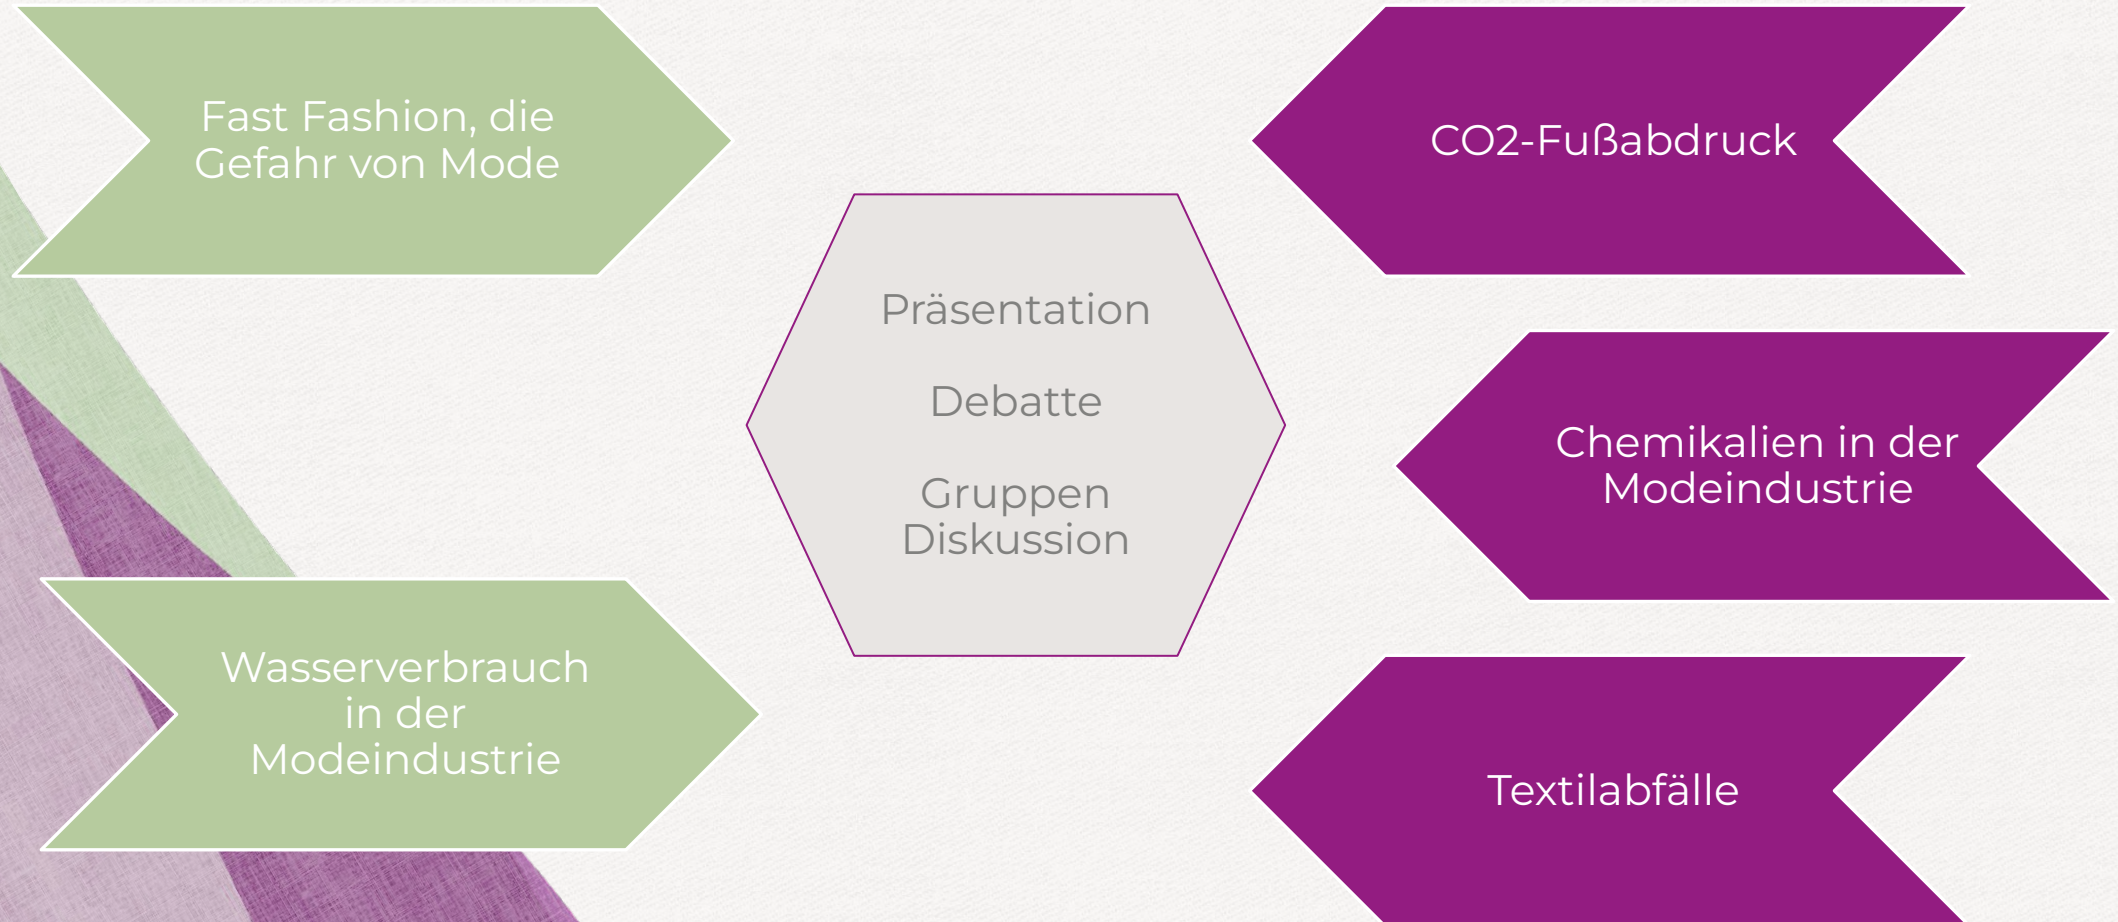 Fast Fashion, die
Gefahr von Mode
Wasserverbrauch
in der
Modeindustrie
Präsentation
Debatte
Gruppen
Diskussion
CO2-Fußabdruck
Chemikalien in der
Modeindustrie
Textilabfälle